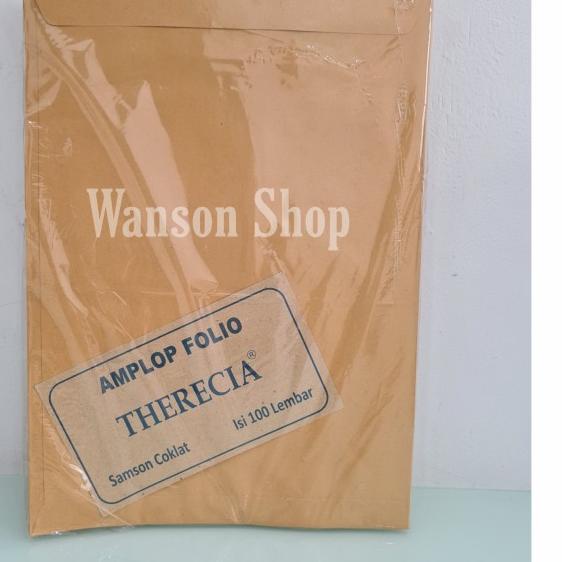 Wanson Shop
AMPLOP FOLIO
THERECIA®
Samson Coklat
Isi 100 Lembar